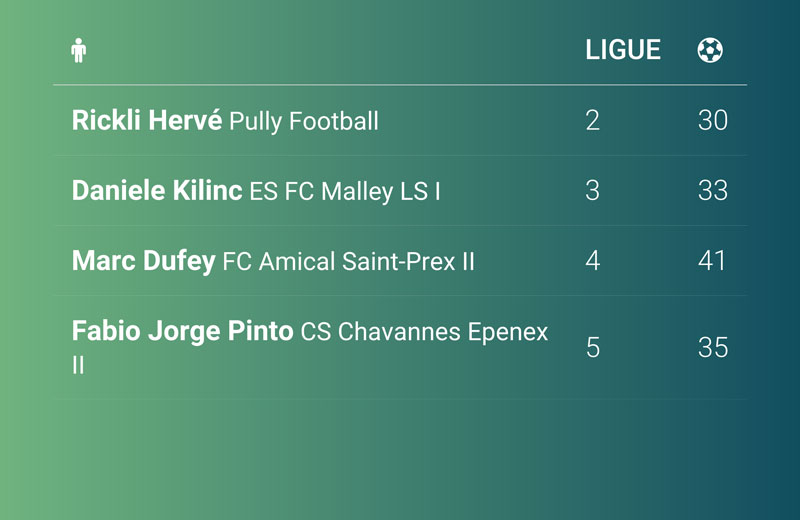 LIGUE
Rickli Hervé Pully Football 2 30
Daniele Kilinc ES FC Malley LS I 3 33
Marc Dufey FC Amical Saint-Prex II 4 41
Fabio Jorge Pinto CS Chavannes Epenex
II 5 35